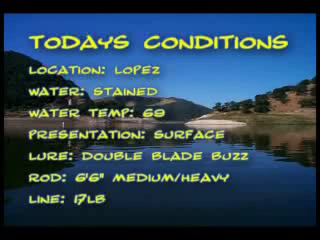 TODAYS CONDITIONS
LOCATION: LOPEZ
WATER: STAINED
WATER TEMP: 69
PRESENTATION: SURFACE
LURE: DOUBLE BLADE BUZZ
ROD: 6'6" MEDIUM/HEAVY
LINE: 17LB